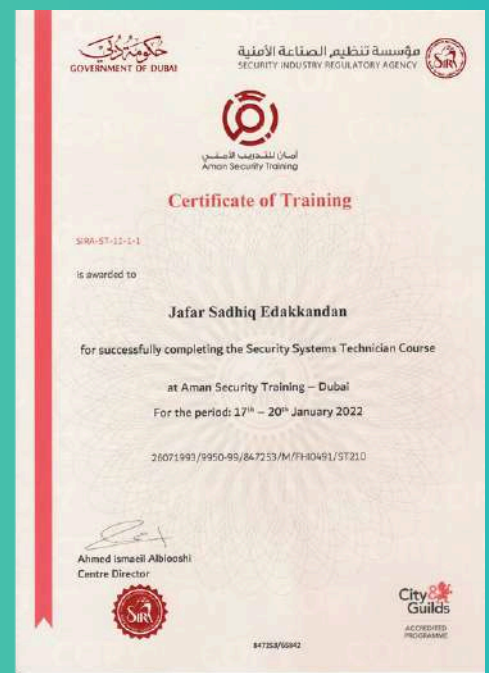 حكومة دبي
GOVERNMENT OF DUBAI
مؤسسة تنظيم الصناعة الأمنية
SECURITY INDUSTRY REGULATORY AGENCY
SIRA
أمان للتدريب الأمني
Aman Security Training
Certificate of Training
SIRA-ST-11-1-1
is awarded to
Jafar Sadhiq Edakkandan
for successfully completing the Security Systems Technician Course
at Aman Security Training – Dubai
For the period: 17th – 20th January 2022
26071993/9950-99/847253/M/FHI0491/ST210
Ahmed Ismaeil Alblooshi
Centre Director
SIRA
City&
Guilds
ACCREDITED
PROGRAMME